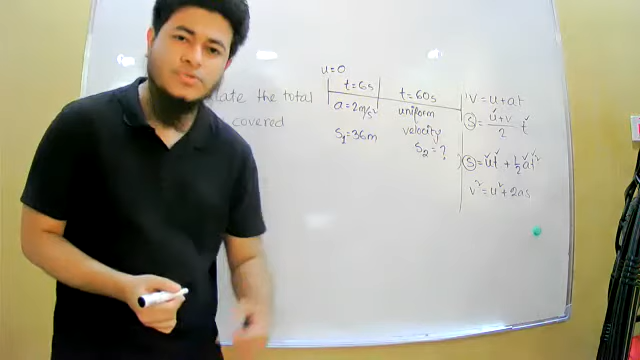 late the total
covered
u=0
t=6s
a=2m/s²
S₁=36m
t=60s
uniform
velocity
S₂=?
v=u+at
S=u+v/2 t
S=ut+½at²
v²=u²+2as